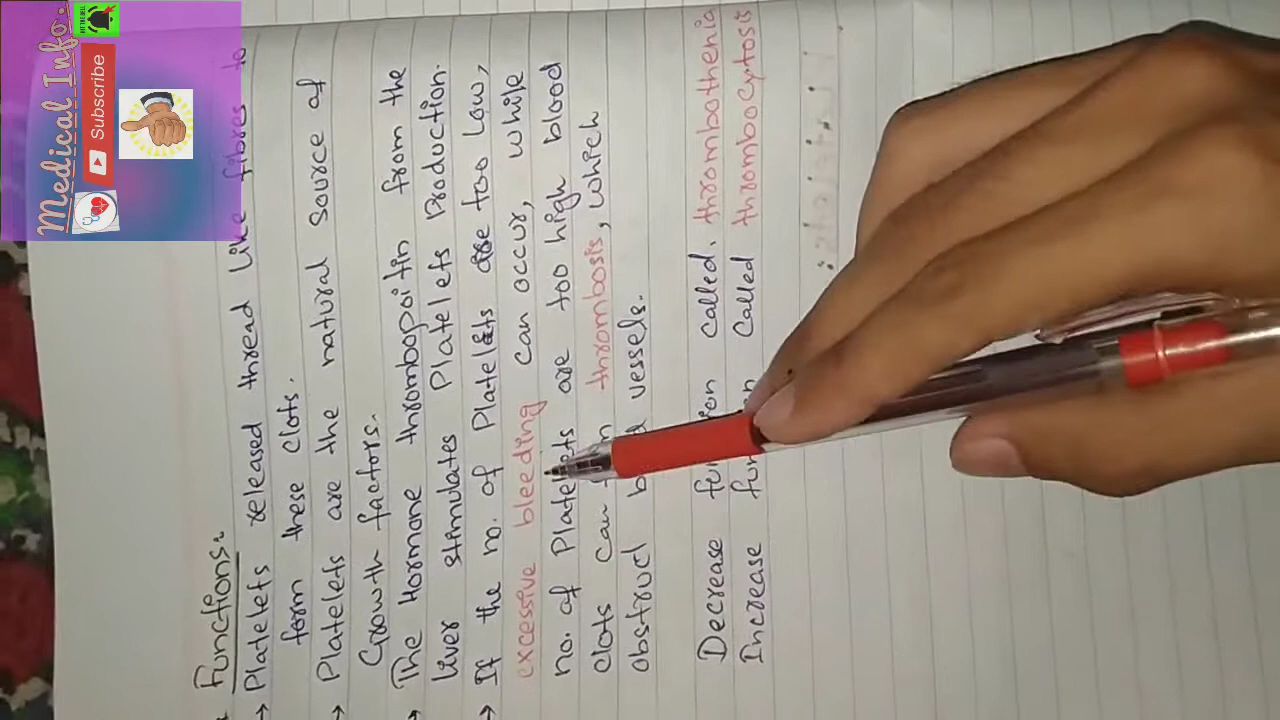 Medical Info.
Subscribe
Functions:
→ Platelets released thread like fibres to
form these clots.
→ Platelets are the natural source of
Growth factors.
→ The Hormone thrombopoitin from the
liver stimulates Platelets Production.
→ If the no. of Platelets are too low,
excessive bleeding can occur, while
no. of Platelets are too high blood
clots can thrombosis, which
obstruct vessels.
Decrease called. thrombothenia
Increase called thrombocytosis